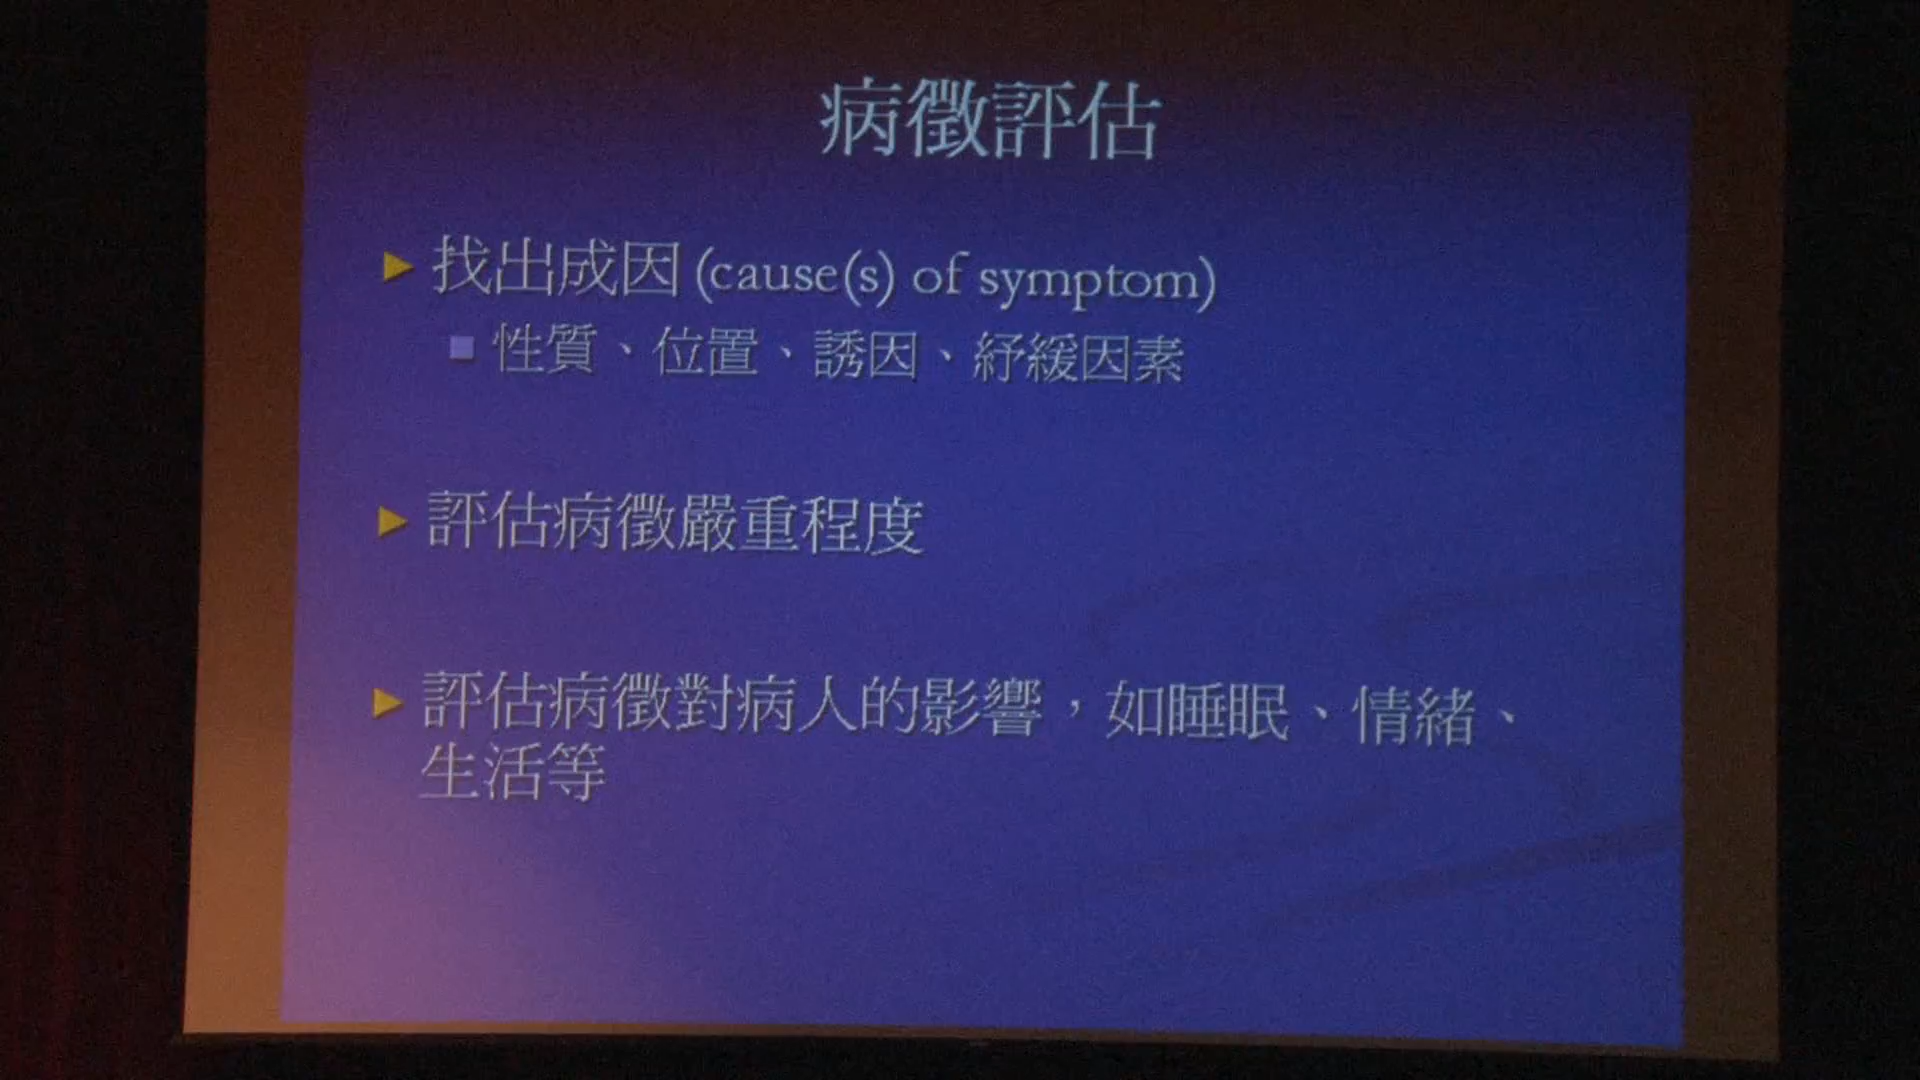 病徵評估
找出成因 (cause(s) of symptom)
性質、位置、誘因、紓緩因素
評估病徵嚴重程度
評估病徵對病人的影響，如睡眠、情緒、
生活等